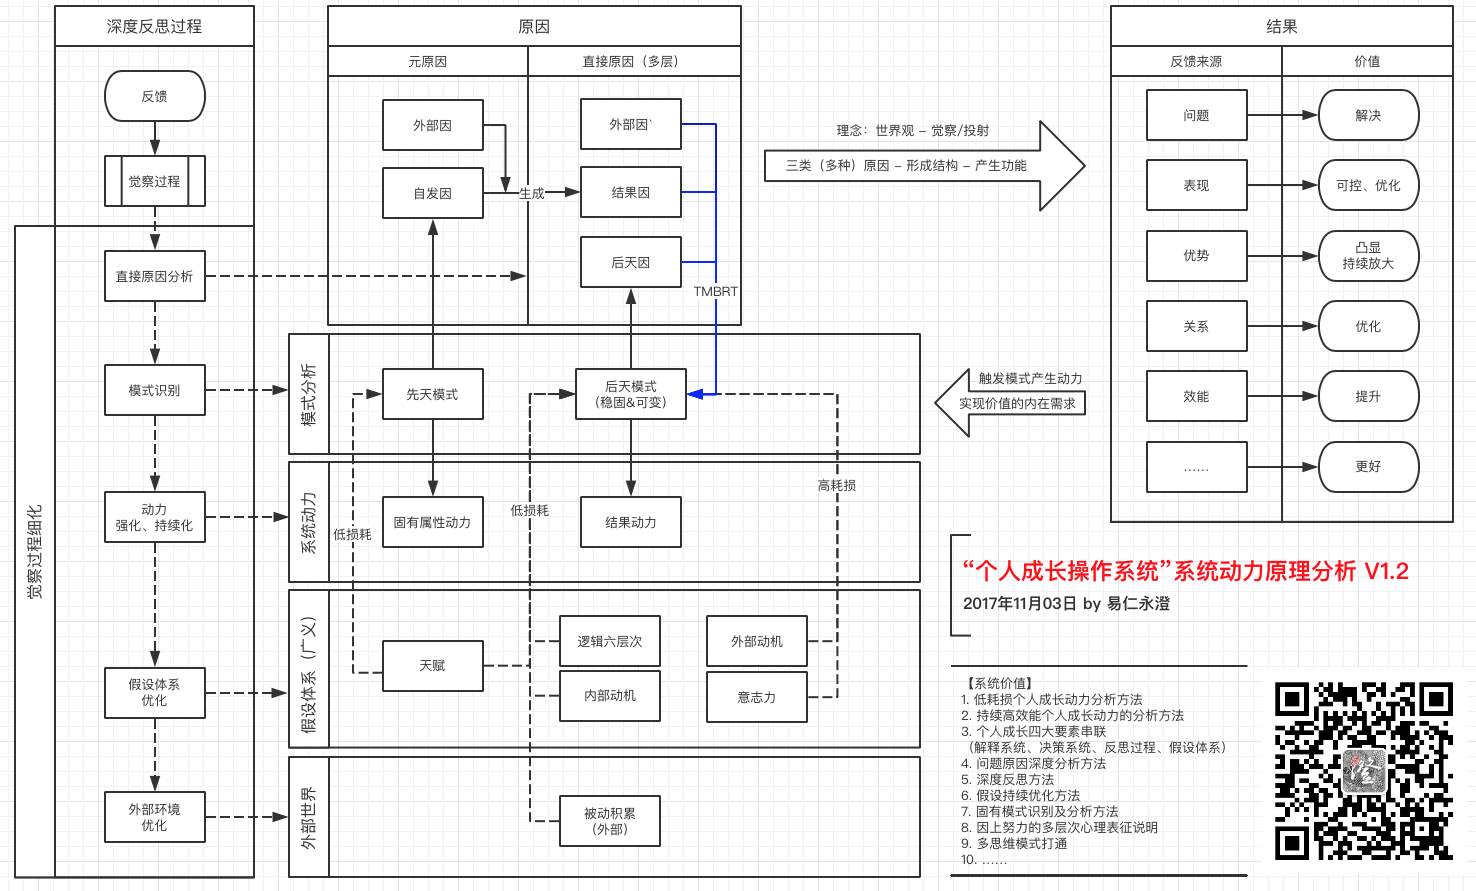 深度反思过程
反馈
觉察过程
觉察过程细化
直接原因分析
模式识别
动力
强化、持续化
假设体系
优化
外部环境
优化
原因
元原因
直接原因（多层）
外部因
自发因
生成
外部因`
结果因
后天因
TMBRT
理念：世界观 – 觉察/投射
三类（多种）原因 – 形成结构 – 产生功能
结果
反馈来源
价值
问题
解决
表现
可控、优化
优势
凸显
持续放大
关系
优化
效能
提升
……
更好
触发模式产生动力
实现价值的内在需求
模式分析
先天模式
后天模式
（稳固&可变）
系统动力
固有属性动力
结果动力
低损耗
低损耗
高耗损
假设体系（广义）
天赋
逻辑六层次
内部动机
外部动机
意志力
外部世界
被动积累
（外部）
“个人成长操作系统”系统动力原理分析 V1.2
2017年11月03日 by 易仁永澄
【系统价值】
1. 低耗损个人成长动力分析方法
2. 持续高效能个人成长动力的分析方法
3. 个人成长四大要素串联
（解释系统、决策系统、反思过程、假设体系）
4. 问题原因深度分析方法
5. 深度反思方法
6. 假设持续优化方法
7. 固有模式识别及分析方法
8. 因上努力的多层次心理表征说明
9. 多思维模式打通
10. ……